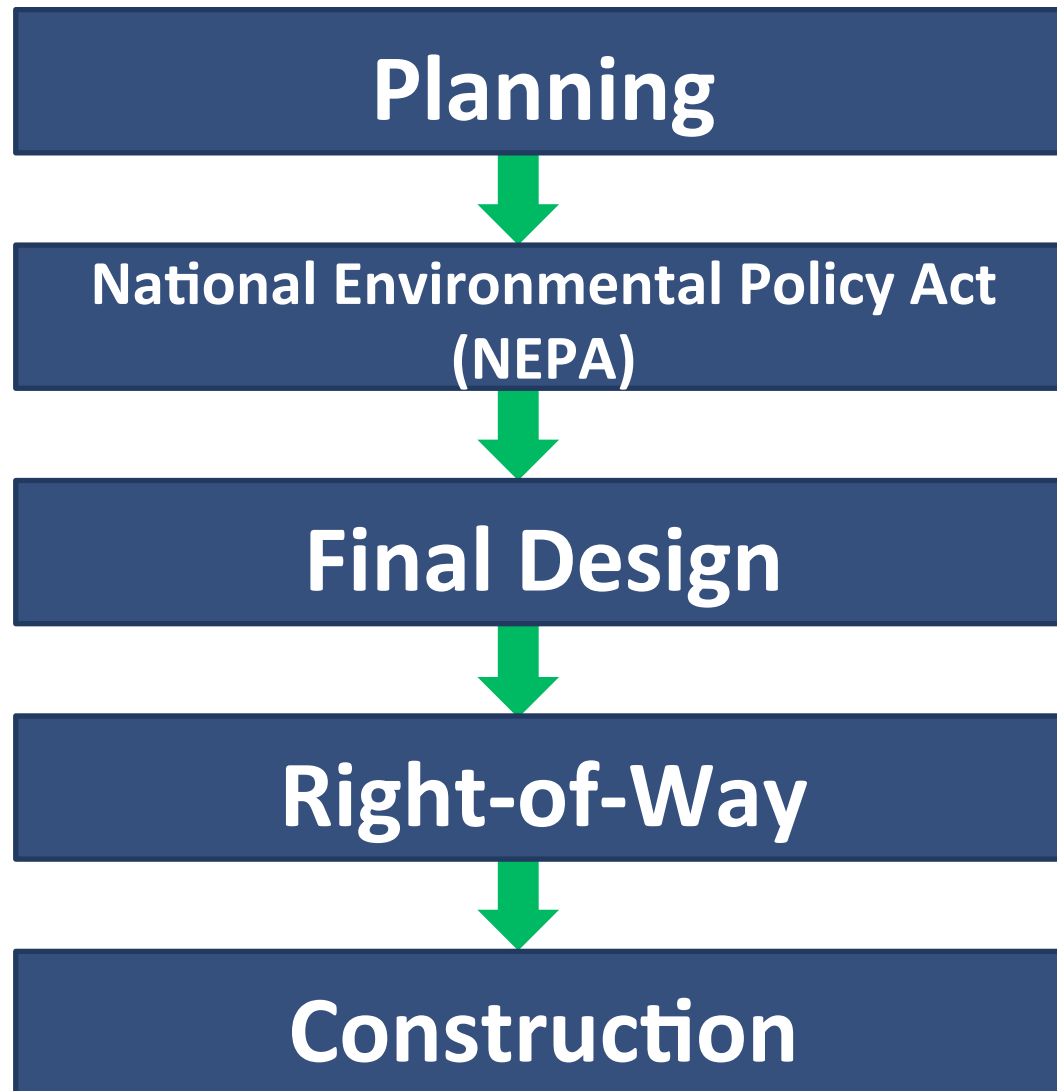 Planning
National Environmental Policy Act
(NEPA)
Final Design
Right-of-Way
Construction